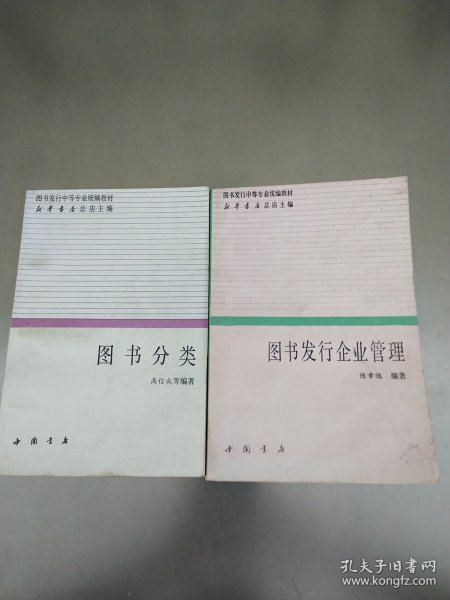 图书发行中等专业统编教材
新华书店总店主编
图书分类
高信成等编著
中国书店
图书发行中等专业统编教材
新华书店总店主编
图书发行企业管理
陈章远 编著
中国书店
孔夫子旧书网
www.kongfz.com